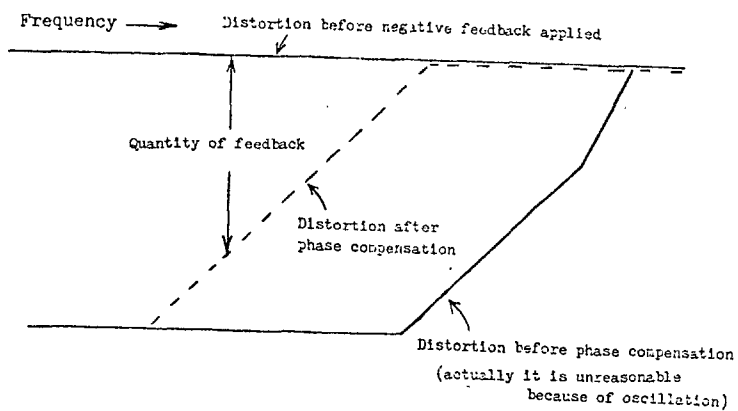 Frequency
Distortion before negative feedback applied
Quantity of feedback
Distortion after
phase compensation
Distortion before phase compensation
(actually it is unreasonable
because of oscillation)